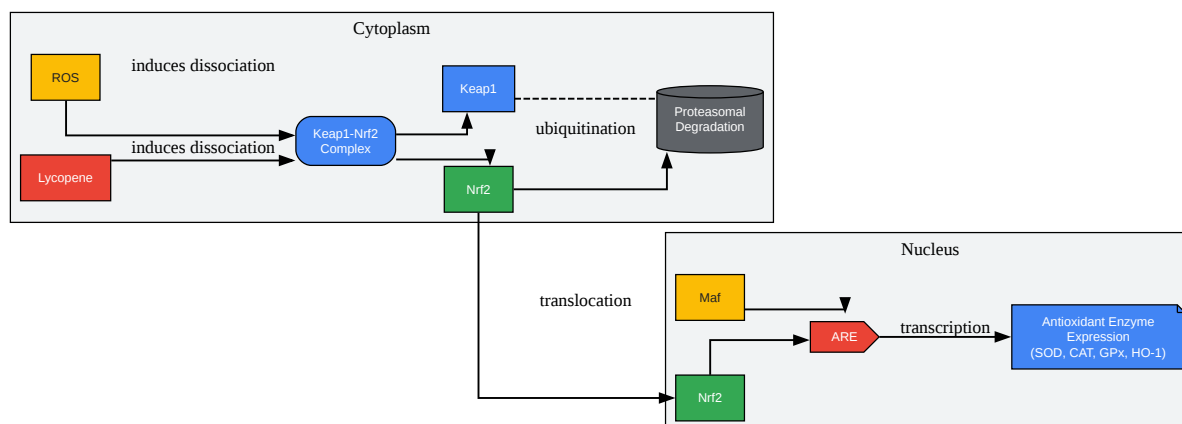 Cytoplasm
ROS
induces dissociation
Keap1
Proteasomal
Degradation
ubiquitination
Keap1-Nrf2
Complex
induces dissociation
Lycopene
Nrf2
Nucleus
translocation
Maf
ARE
transcription
Antioxidant Enzyme
Expression
(SOD, CAT, GPx, HO-1)
Nrf2